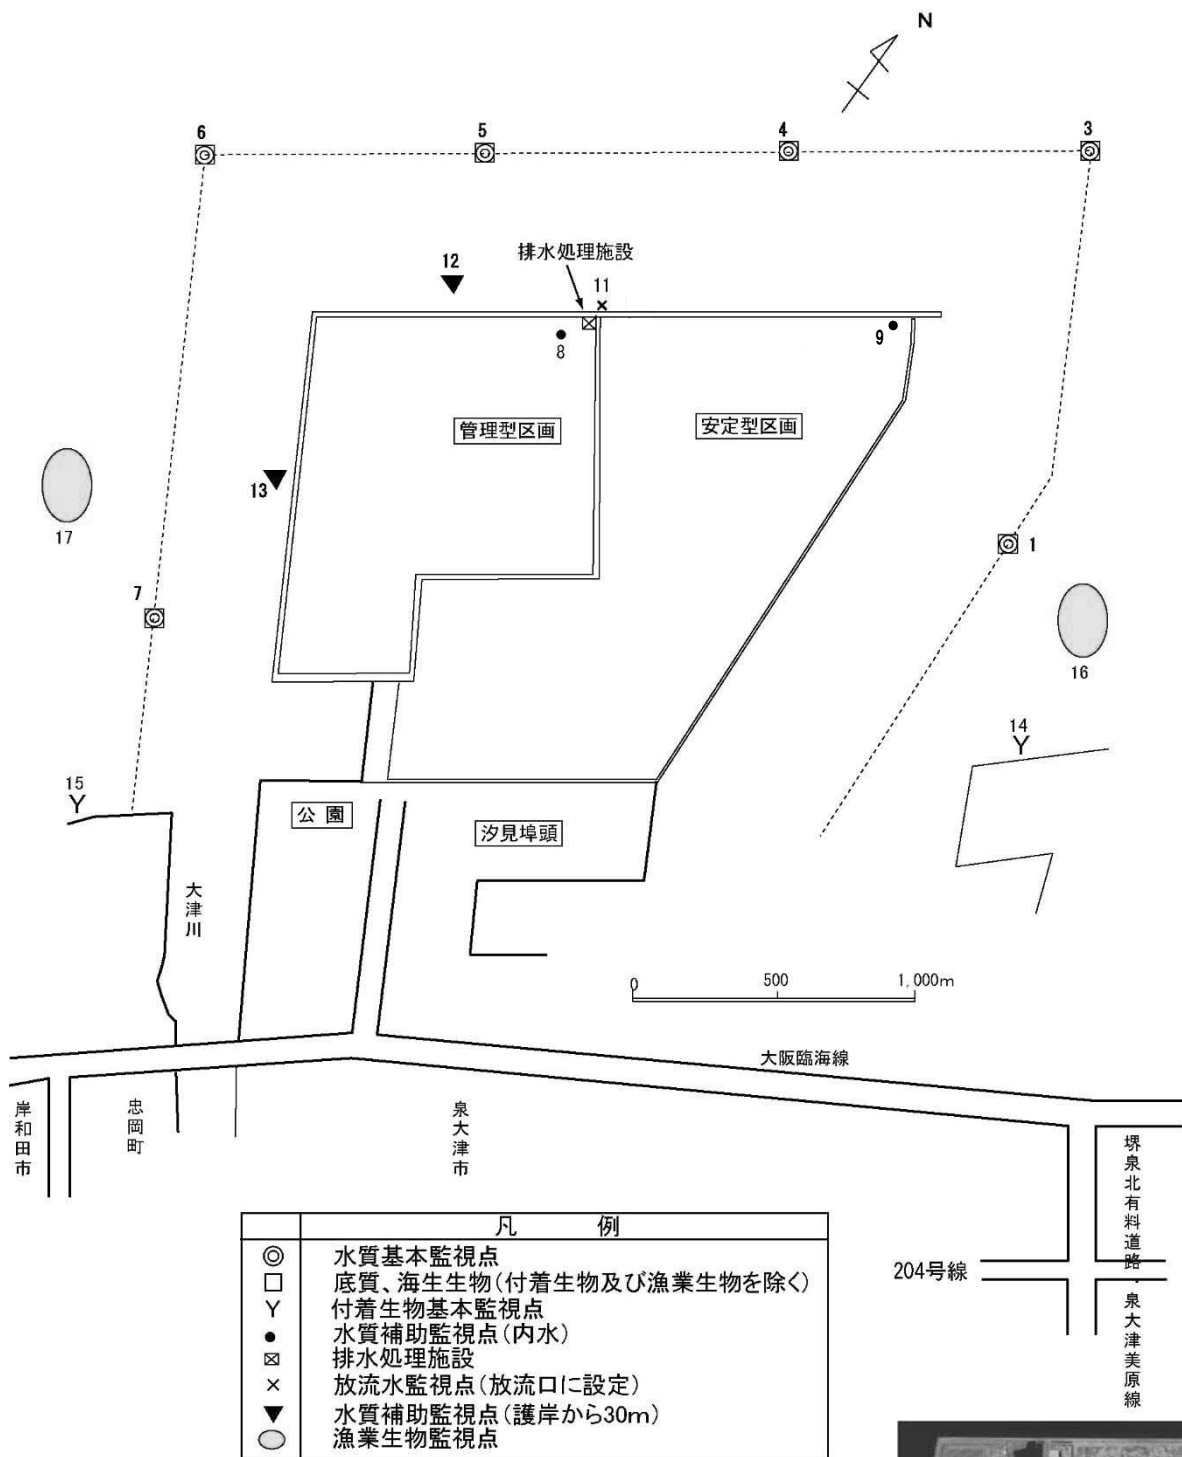 N
6
5
4
3
排水処理施設
12
11
8
9
管理型区画
安定型区画
13
17
1
7
16
14
Y
15
Y
公園
汐見埠頭
大津川
0 500 1,000m
大阪臨海線
岸和田市
忠岡町
泉大津市
堺泉北有料道路・泉大津美原線
204号線
凡 例
◎ 水質基本監視点
□ 底質、海生生物(付着生物及び漁業生物を除く)
Y 付着生物基本監視点
● 水質補助監視点(内水)
⊠ 排水処理施設
× 放流水監視点(放流口に設定)
▼ 水質補助監視点(護岸から30m)
漁業生物監視点